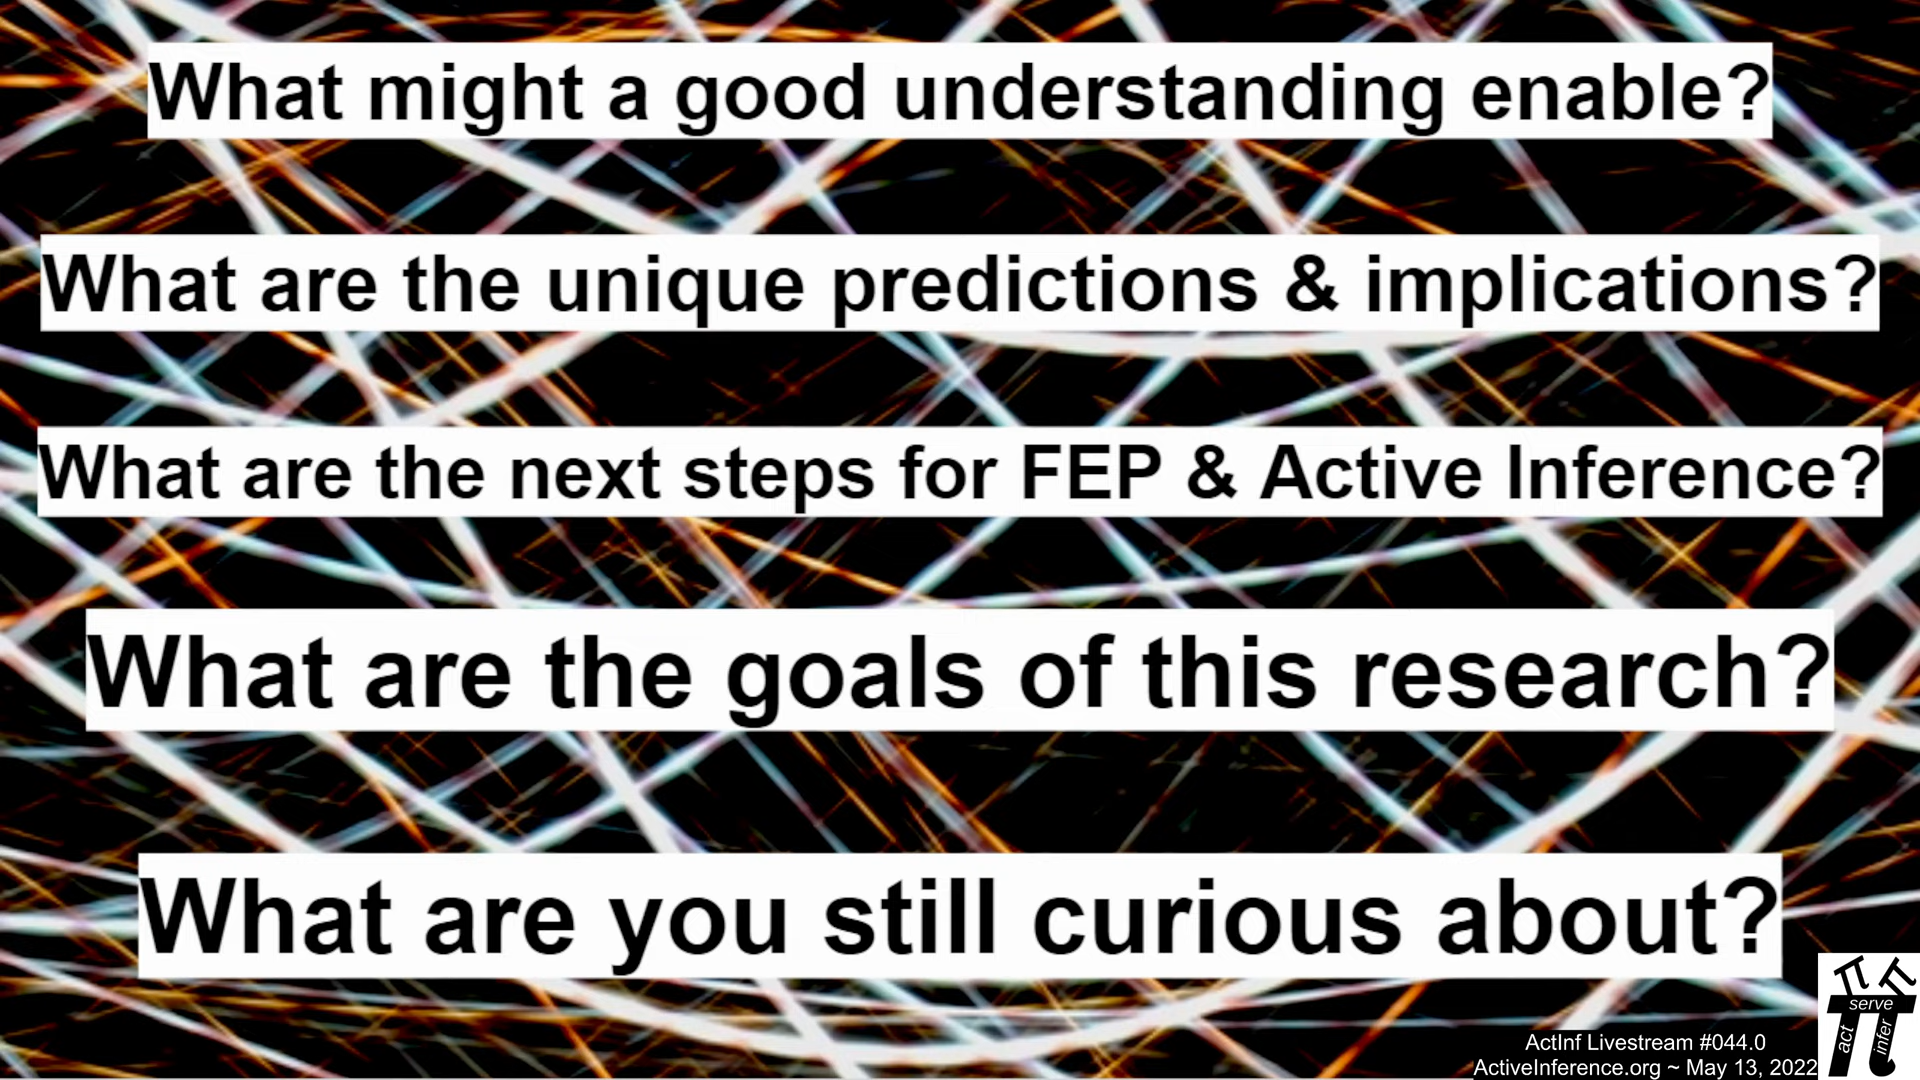 What might a good understanding enable?
What are the unique predictions & implications?
What are the next steps for FEP & Active Inference?
What are the goals of this research?
What are you still curious about?
serve
act
infer
ActInf Livestream #044.0
ActiveInference.org ~ May 13, 2022